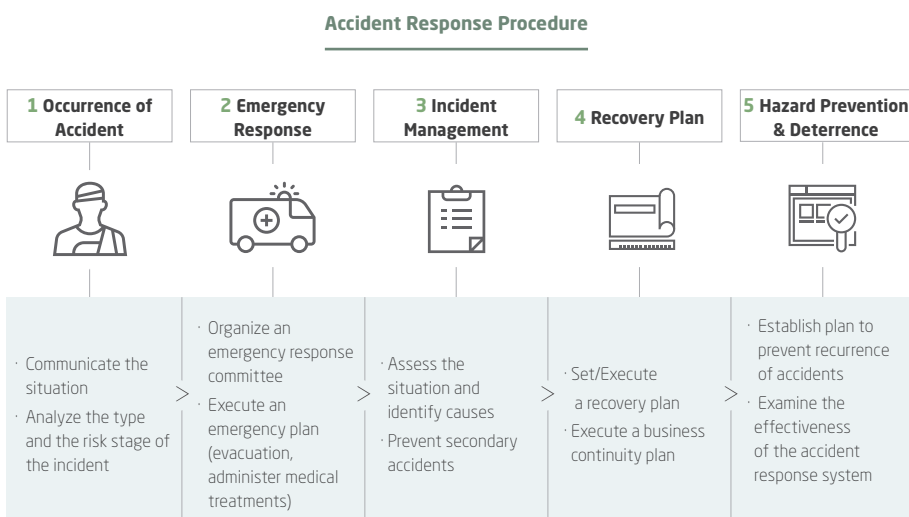 Accident Response Procedure
1 Occurrence of
Accident
2 Emergency
Response
3 Incident
Management
4 Recovery Plan
5 Hazard Prevention
& Deterrence
· Communicate the
situation
· Analyze the type
and the risk stage of
the incident
· Organize an
emergency response
committee
· Execute an
emergency plan
(evacuation,
administer medical
treatments)
· Assess the
situation and
identify causes
· Prevent secondary
accidents
· Set/Execute
a recovery plan
· Execute a business
continuity plan
· Establish plan to
prevent recurrence
of accidents
· Examine the
effectiveness
of the accident
response system